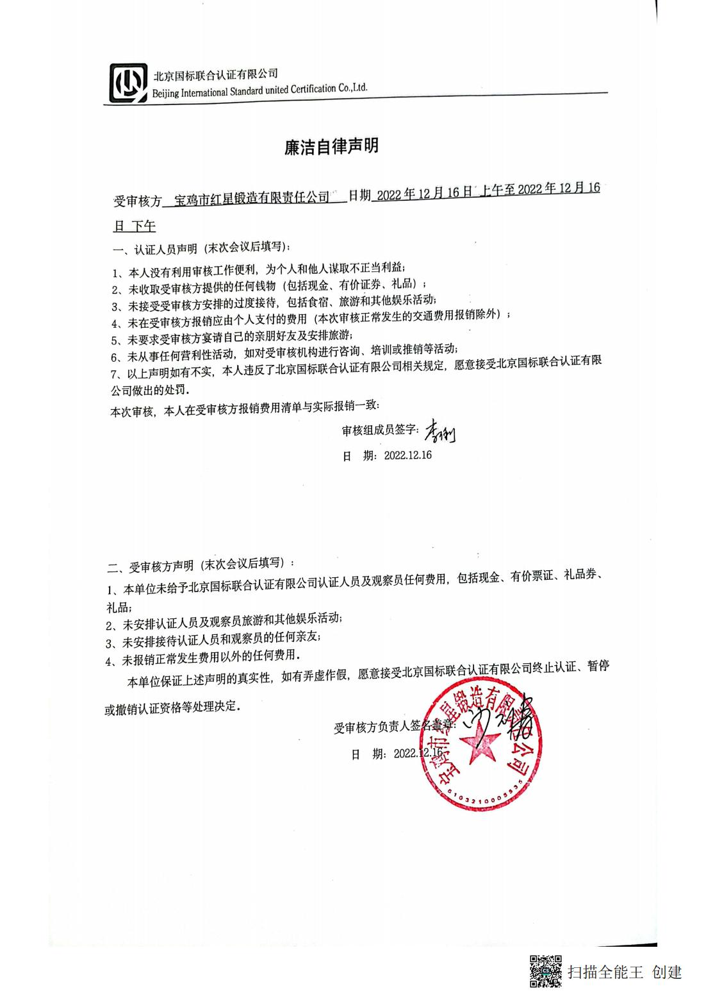 北京国标联合认证有限公司
Beijing International Standard united Certification Co.,Ltd.
廉洁自律声明
受审核方 宝鸡市红星锻造有限责任公司 日期 2022 年 12 月 16 日 上午至 2022 年 12 月 16
日 下午
一、认证人员声明（末次会议后填写）：
1、本人没有利用审核工作便利，为个人和他人谋取不正当利益；
2、未收取受审核方提供的任何钱物（包括现金、有价证券、礼品）；
3、未接受受审核方安排的过度接待，包括食宿、旅游和其他娱乐活动；
4、未在受审核方报销应由个人支付的费用（本次审核正常发生的交通费用报销除外）；
5、未要求受审核方宴请自己的亲朋好友及安排旅游；
6、未从事任何营利性活动，如对受审核机构进行咨询、培训或推销等活动；
7、以上声明如有不实，本人违反了北京国标联合认证有限公司相关规定，愿意接受北京国标联合认证有限
公司做出的处罚．
本次审核，本人在受审核方报销费用清单与实际报销一致：
审核组成员签字：李俐
日 期：2022.12.16
二、受审核方声明（末次会议后填写）：
1、本单位未给予北京国标联合认证有限公司认证人员及观察员任何费用，包括现金、有价票证、礼品券、
礼品；
2、未安排认证人员及观察员旅游和其他娱乐活动；
3、未安排接待认证人员和观察员的任何亲友；
4、未报销正常发生费用以外的任何费用．
本单位保证上述声明的真实性，如有弄虚作假，愿意接受北京国标联合认证有限公司终止认证、暂停
或撤销认证资格等处理决定．
受审核方负责人签名盖章：
日 期：2022.12.16
宝鸡市红星锻造有限责任公司
6103210005535
扫描全能王 创建